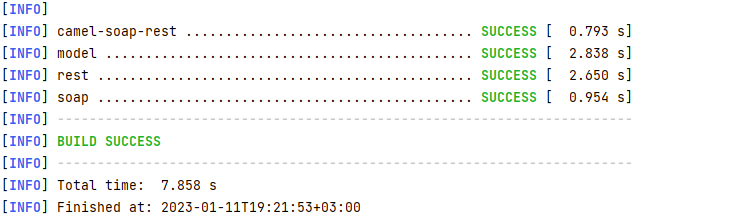 [INFO]
[INFO] camel-soap-rest .................................... SUCCESS [  0.793 s]
[INFO] model .............................................. SUCCESS [  2.838 s]
[INFO] rest ............................................... SUCCESS [  2.650 s]
[INFO] soap ............................................... SUCCESS [  0.954 s]
[INFO] ------------------------------------------------------------------------
[INFO] BUILD SUCCESS
[INFO] ------------------------------------------------------------------------
[INFO] Total time:  7.858 s
[INFO] Finished at: 2023-01-11T19:21:53+03:00